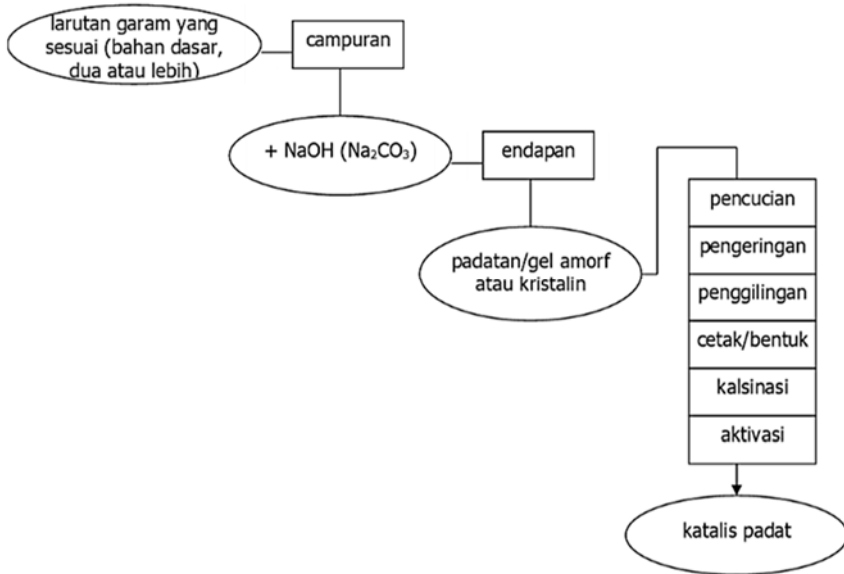 larutan garam yang
sesuai (bahan dasar,
dua atau lebih)
campuran
+ NaOH (Na₂CO₃)
endapan
padatan/gel amorf
atau kristalin
pencucian
pengeringan
penggilingan
cetak/bentuk
kalsinasi
aktivasi
katalis padat